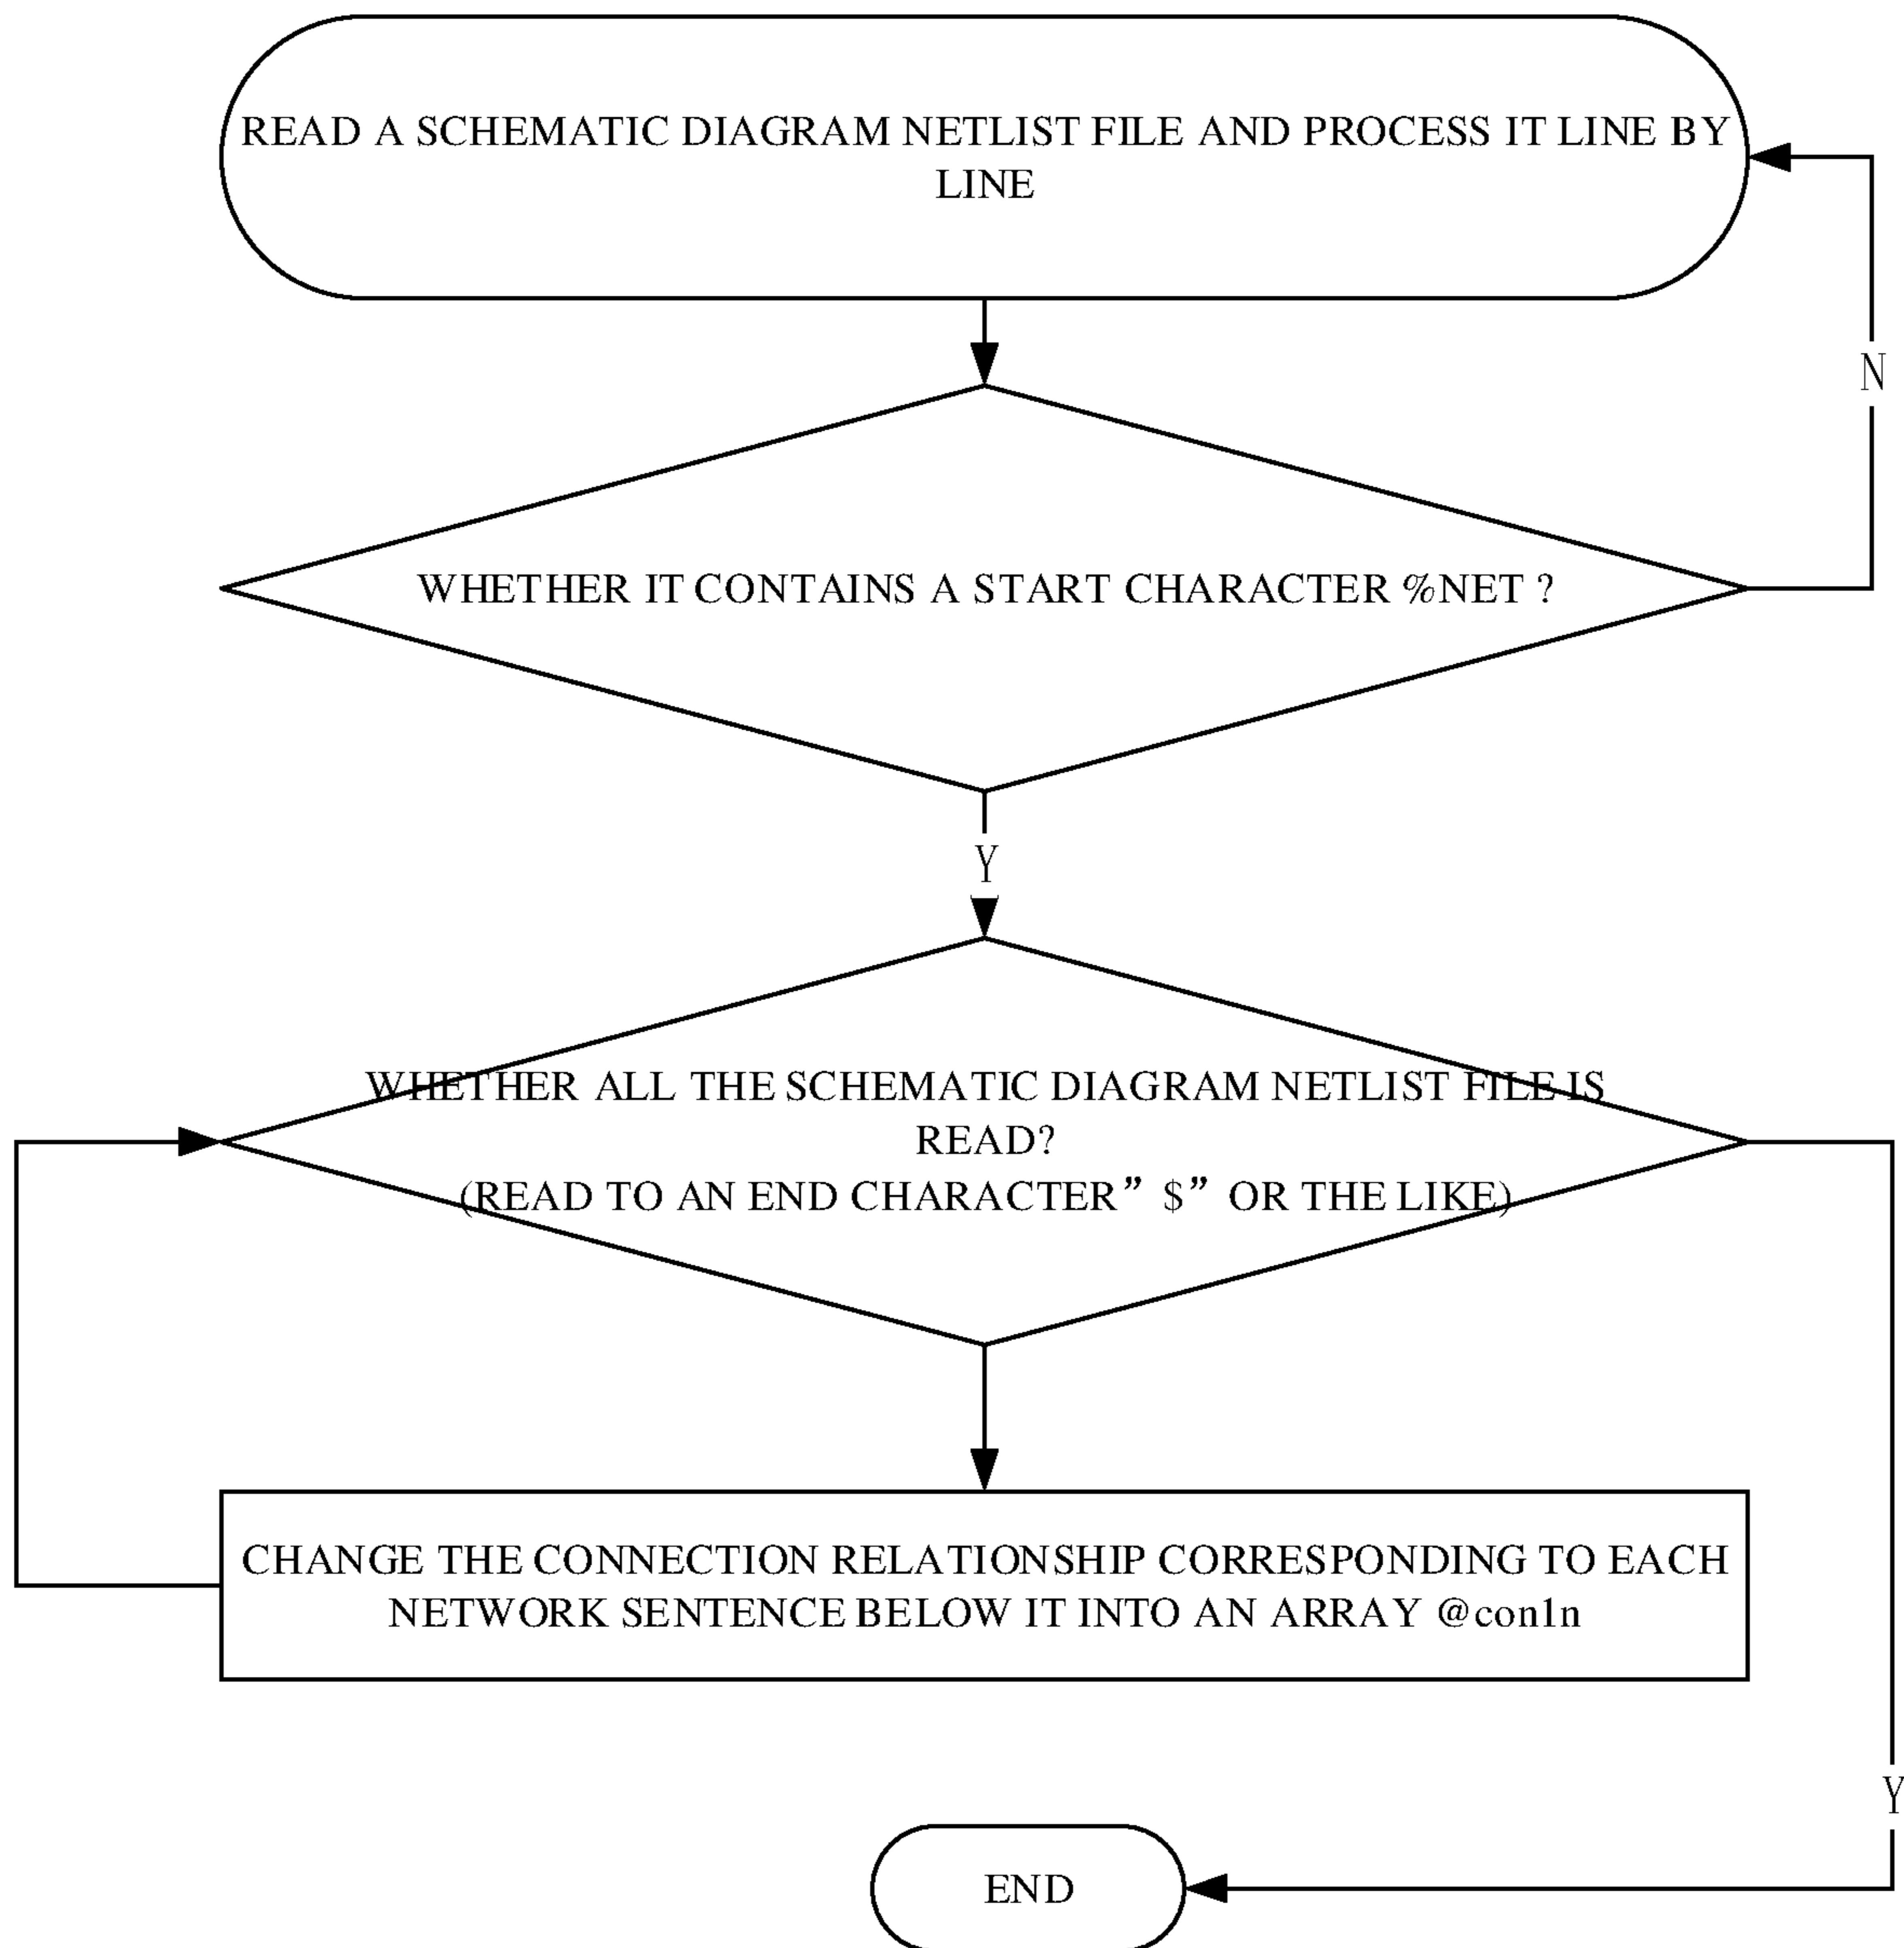 READ A SCHEMATIC DIAGRAM NETLIST FILE AND PROCESS IT LINE BY
LINE
N
WHETHER IT CONTAINS A START CHARACTER %NET ?
Y
WHETHER ALL THE SCHEMATIC DIAGRAM NETLIST FILE IS
READ?
(READ TO AN END CHARACTER” $” OR THE LIKE)
CHANGE THE CONNECTION RELATIONSHIP CORRESPONDING TO EACH
NETWORK SENTENCE BELOW IT INTO AN ARRAY @con1n
Y
END